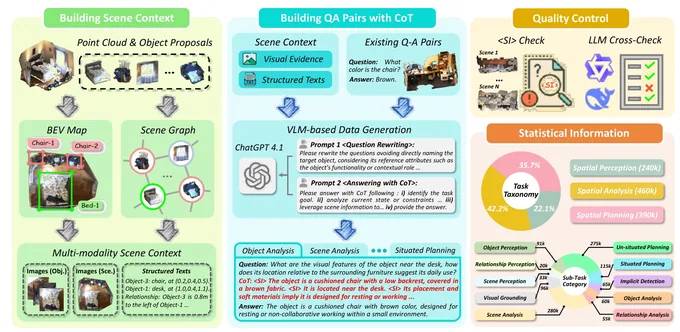 Building Scene Context
Point Cloud & Object Proposals
...
BEV Map
Scene Graph
Chair-1
Chair-2
Bed-1
Multi-modality Scene Context
Images (Obj.)
Images (Sce.)
Structured Texts
Object-3: chair, at (0.2,0.4,0.5).
Object-1: desk, at (1.0,0.4,1.1).
Relationship: Object-3 is 0.8m
to the left of Object-1 ...
Building QA Pairs with CoT
Scene Context
Visual Evidence
Structured Texts
Existing Q-A Pairs
Question: What
color is the chair?
Answer: Brown.
VLM-based Data Generation
ChatGPT 4.1
Prompt 1 <Question Rewriting>:
Please rewrite the questions avoiding directly naming the
target object, considering its reference attributes such as
the object's functionality or contextual role ...
Prompt 2 <Answering with CoT>:
Please answer with CoT following : i) identify the task
goal. ii) analyze current state or constraints ... iii)
leverage scene information to... iv) provide the answer.
Object Analysis
Scene Analysis
...
Situated Planning
Question: What are the visual features of the object near the desk, how
does its location relative to the surrounding furniture suggest its daily use?
CoT: <SI> The object is a cushioned chair with a low backrest, covered in
a brown fabric. <SI> It is located near the desk. <SI> Its placement and
soft materials imply it is designed for resting or working ...
Answer: The object is a cushioned chair with brown color, designed for
resting or non-collaborative working within a small environment.
Quality Control
<SI> Check
LLM Cross-Check
Scene 1
...
Scene N
<SI>
Statistical Information
35.7%
Task
Taxonomy
42.2%
22.1%
Spatial Perception (240k)
Spatial Analysis (460k)
Spatial Planning (390k)
Object Perception
Relationship Perception
Scene Perception
Visual Grounding
Scene Analysis
91k
20k
33k
96k
280k
Sub-Task
Category
275k
115k
65k
60k
55k
Un-situated Planning
Situated Planning
Implicit Detection
Object Analysis
Relationship Analysis